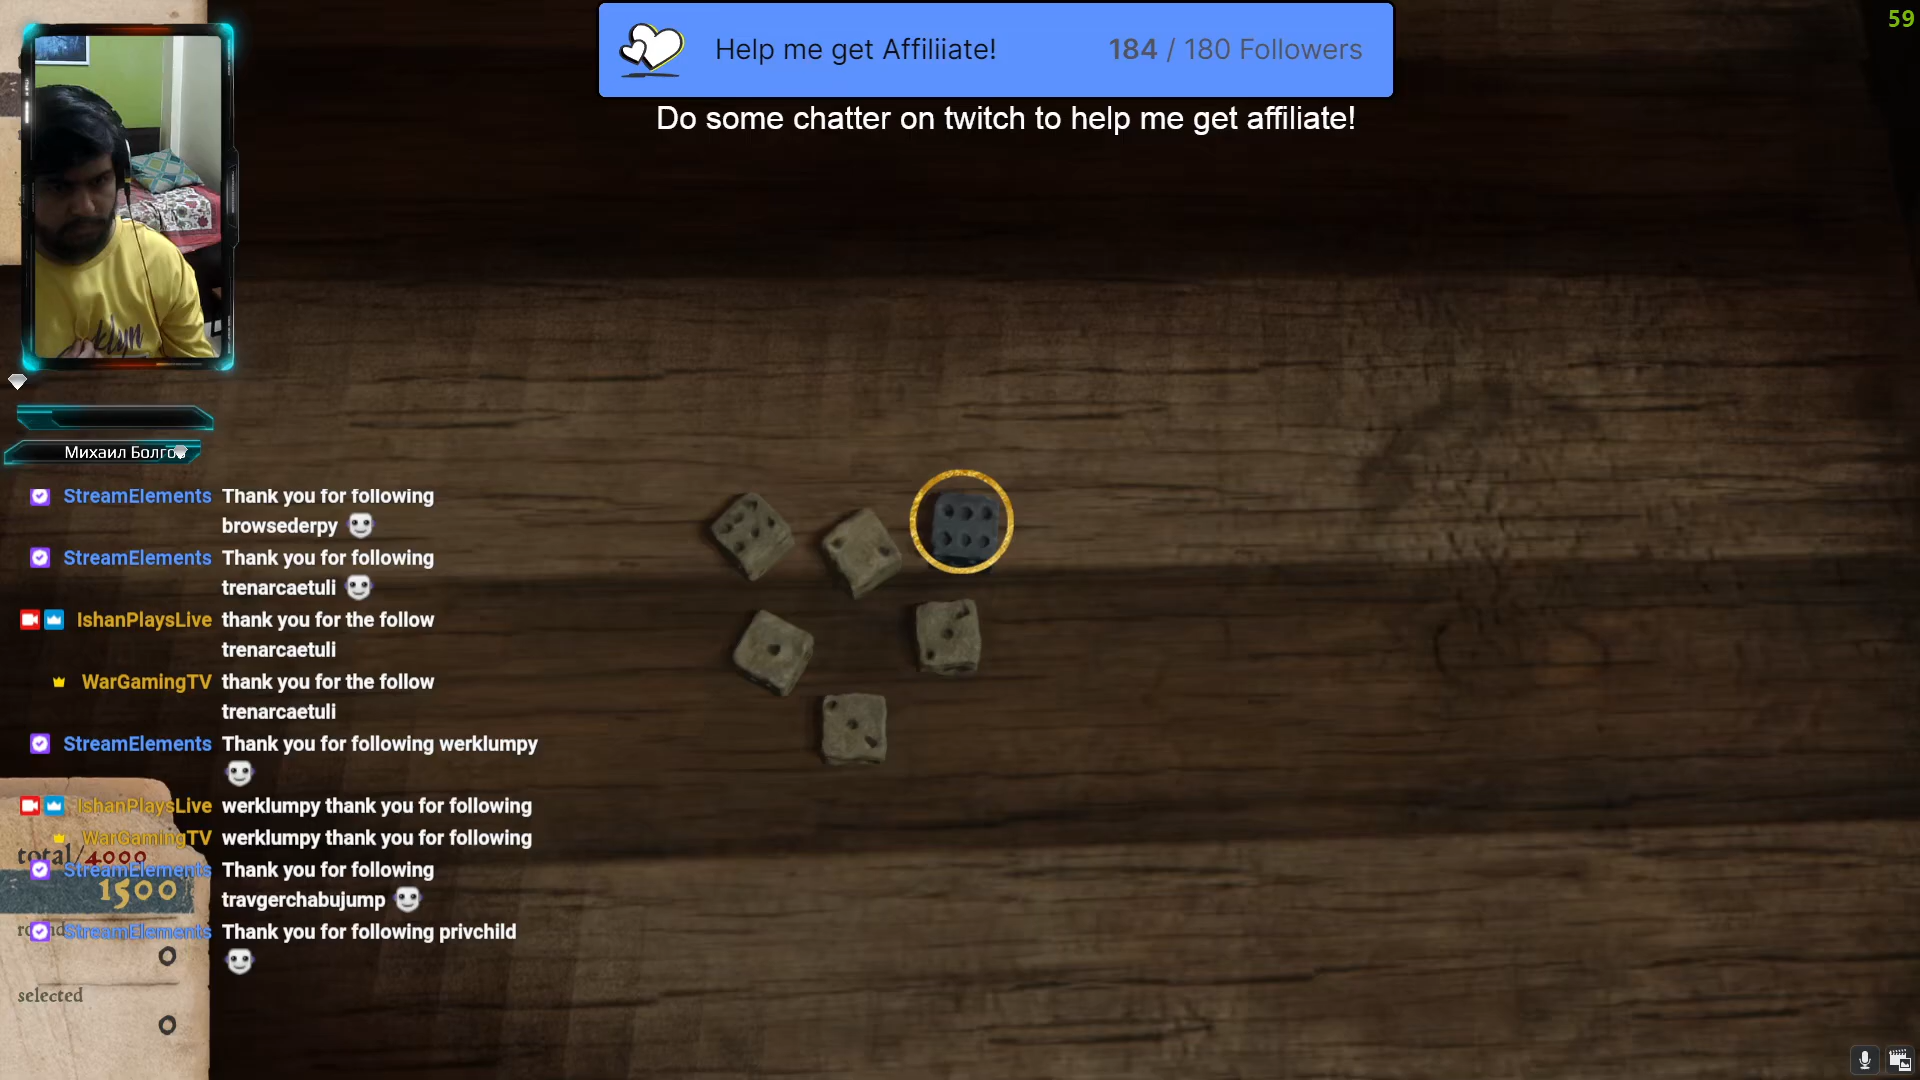 59
Help me get Affiliiate! 184 / 180 Followers
Do some chatter on twitch to help me get affiliate!
klyn
Михаил Болгов
StreamElements Thank you for following
browsederpy
StreamElements Thank you for following
trenarcaetuli
IshanPlaysLive thank you for the follow
trenarcaetuli
WarGamingTV thank you for the follow
trenarcaetuli
StreamElements Thank you for following werklumpy
IshanPlaysLive werklumpy thank you for following
WarGamingTV werklumpy thank you for following
total/4000
StreamElements Thank you for following
1500
travgerchabujump
StreamElements Thank you for following privchild
0
selected
0